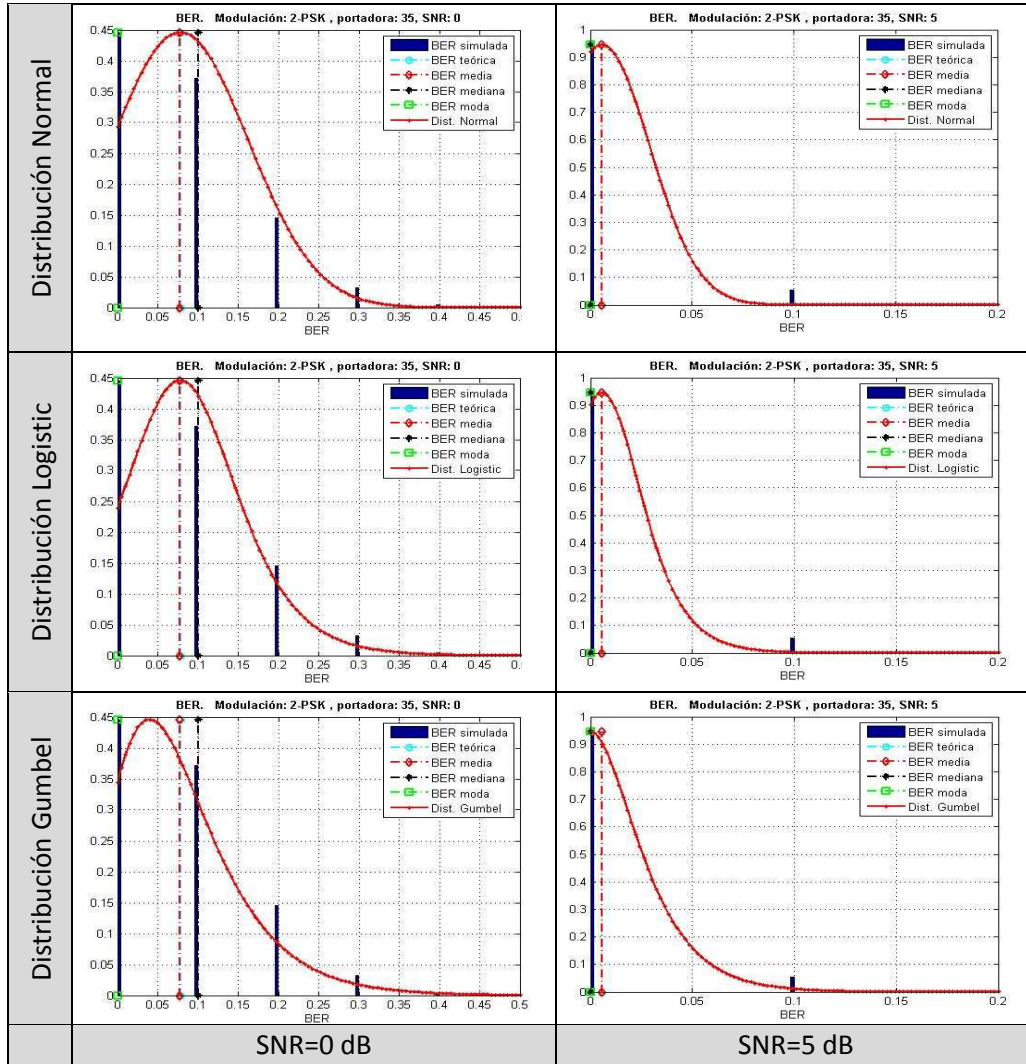 Distribución Normal
BER.   Modulación: 2-PSK , portadora: 35, SNR: 0
0.45
0.4
0.35
0.3
0.25
0.2
0.15
0.1
0.05
0
BER simulada
BER teórica
BER media
BER mediana
BER moda
Dist. Normal
0 0.05 0.1 0.15 0.2 0.25 0.3 0.35 0.4 0.45 0.5
BER
BER.   Modulación: 2-PSK , portadora: 35, SNR: 5
1
0.9
0.8
0.7
0.6
0.5
0.4
0.3
0.2
0.1
0
BER simulada
BER teórica
BER media
BER mediana
BER moda
Dist. Normal
0 0.05 0.1 0.15 0.2
BER
Distribución Logistic
BER.   Modulación: 2-PSK , portadora: 35, SNR: 0
0.45
0.4
0.35
0.3
0.25
0.2
0.15
0.1
0.05
0
BER simulada
BER teórica
BER media
BER mediana
BER moda
Dist. Logistic
0 0.05 0.1 0.15 0.2 0.25 0.3 0.35 0.4 0.45 0.5
BER
BER.   Modulación: 2-PSK , portadora: 35, SNR: 5
1
0.9
0.8
0.7
0.6
0.5
0.4
0.3
0.2
0.1
0
BER simulada
BER teórica
BER media
BER mediana
BER moda
Dist. Logistic
0 0.05 0.1 0.15 0.2
BER
Distribución Gumbel
BER.   Modulación: 2-PSK , portadora: 35, SNR: 0
0.45
0.4
0.35
0.3
0.25
0.2
0.15
0.1
0.05
0
BER simulada
BER teórica
BER media
BER mediana
BER moda
Dist. Gumbel
0 0.05 0.1 0.15 0.2 0.25 0.3 0.35 0.4 0.45 0.5
BER
BER.   Modulación: 2-PSK , portadora: 35, SNR: 5
1
0.9
0.8
0.7
0.6
0.5
0.4
0.3
0.2
0.1
0
BER simulada
BER teórica
BER media
BER mediana
BER moda
Dist. Gumbel
0 0.05 0.1 0.15 0.2
BER
SNR=0 dB
SNR=5 dB